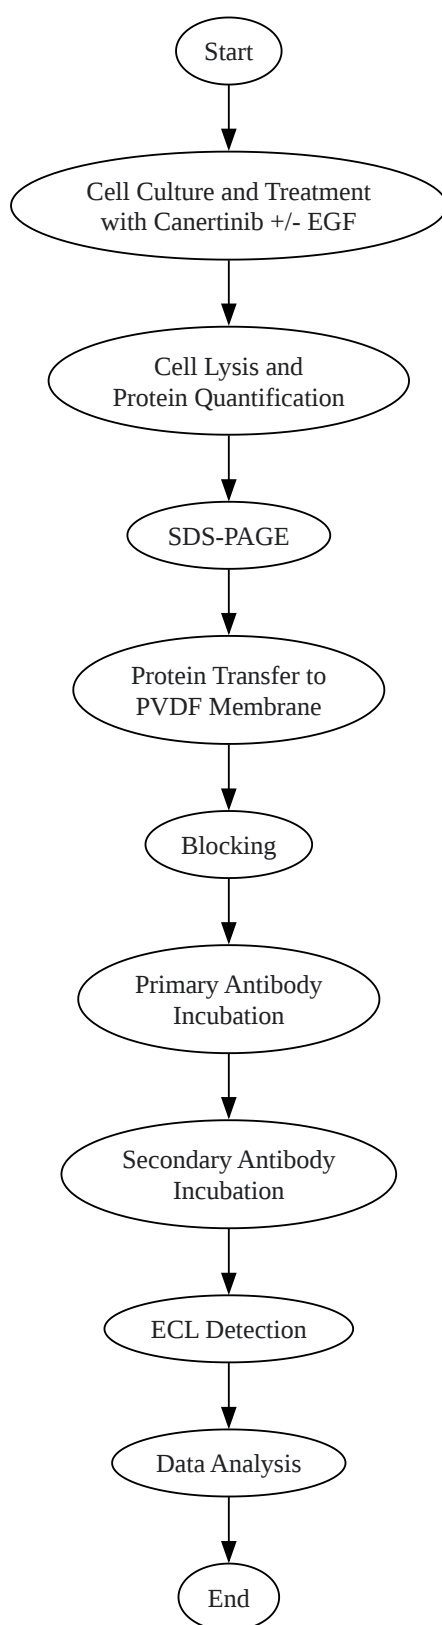 Start
Cell Culture and Treatment
with Canertinib +/- EGF
Cell Lysis and
Protein Quantification
SDS-PAGE
Protein Transfer to
PVDF Membrane
Blocking
Primary Antibody
Incubation
Secondary Antibody
Incubation
ECL Detection
Data Analysis
End